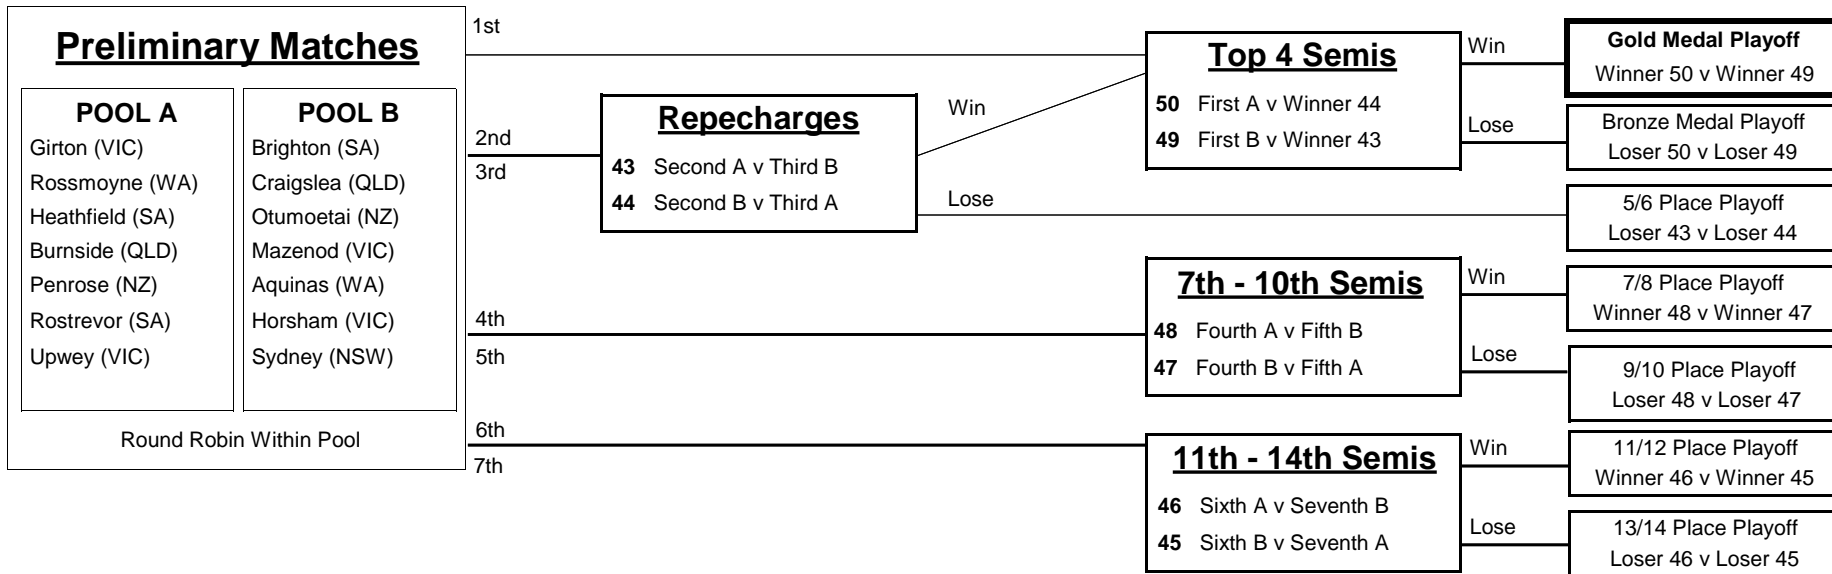 Preliminary Matches
POOL A
Girton (VIC)
Rossmoyne (WA)
Heathfield (SA)
Burnside (QLD)
Penrose (NZ)
Rostrevor (SA)
Upwey (VIC)
POOL B
Brighton (SA)
Craigslea (QLD)
Otumoetai (NZ)
Mazenod (VIC)
Aquinas (WA)
Horsham (VIC)
Sydney (NSW)
Round Robin Within Pool
1st
2nd
3rd
4th
5th
6th
7th
Repecharges
43 Second A v Third B
44 Second B v Third A
Win
Lose
Top 4 Semis
50 First A v Winner 44
49 First B v Winner 43
Win
Lose
7th - 10th Semis
48 Fourth A v Fifth B
47 Fourth B v Fifth A
Win
Lose
11th - 14th Semis
46 Sixth A v Seventh B
45 Sixth B v Seventh A
Win
Lose
Gold Medal Playoff
Winner 50 v Winner 49
Bronze Medal Playoff
Loser 50 v Loser 49
5/6 Place Playoff
Loser 43 v Loser 44
7/8 Place Playoff
Winner 48 v Winner 47
9/10 Place Playoff
Loser 48 v Loser 47
11/12 Place Playoff
Winner 46 v Winner 45
13/14 Place Playoff
Loser 46 v Loser 45